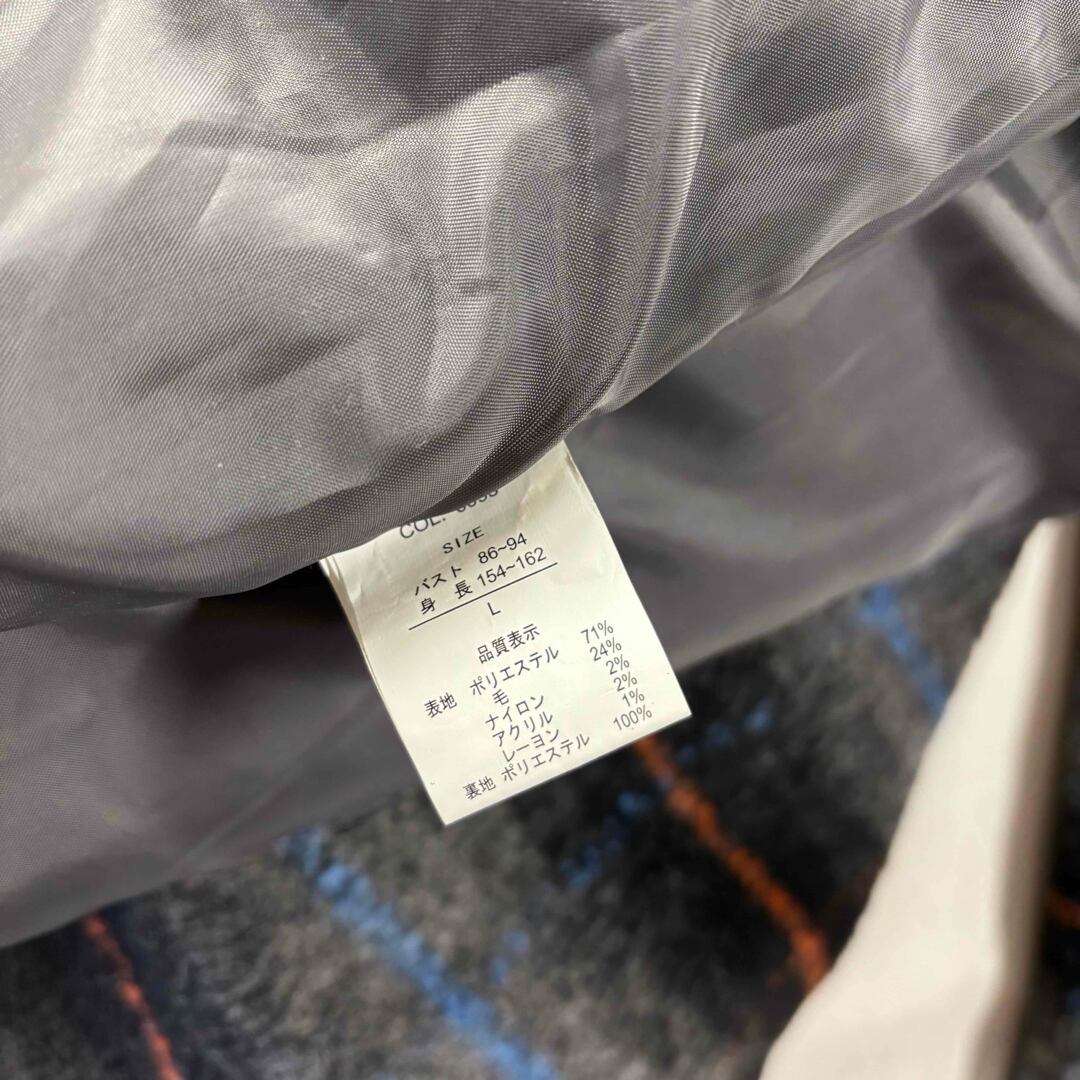 COL.
SIZE
バスト 86~94
身 長 154~162
L
品質表示
表地 ポリエステル 71%
毛 24%
ナイロン 2%
アクリル 2%
レーヨン 1%
裏地 ポリエステル 100%